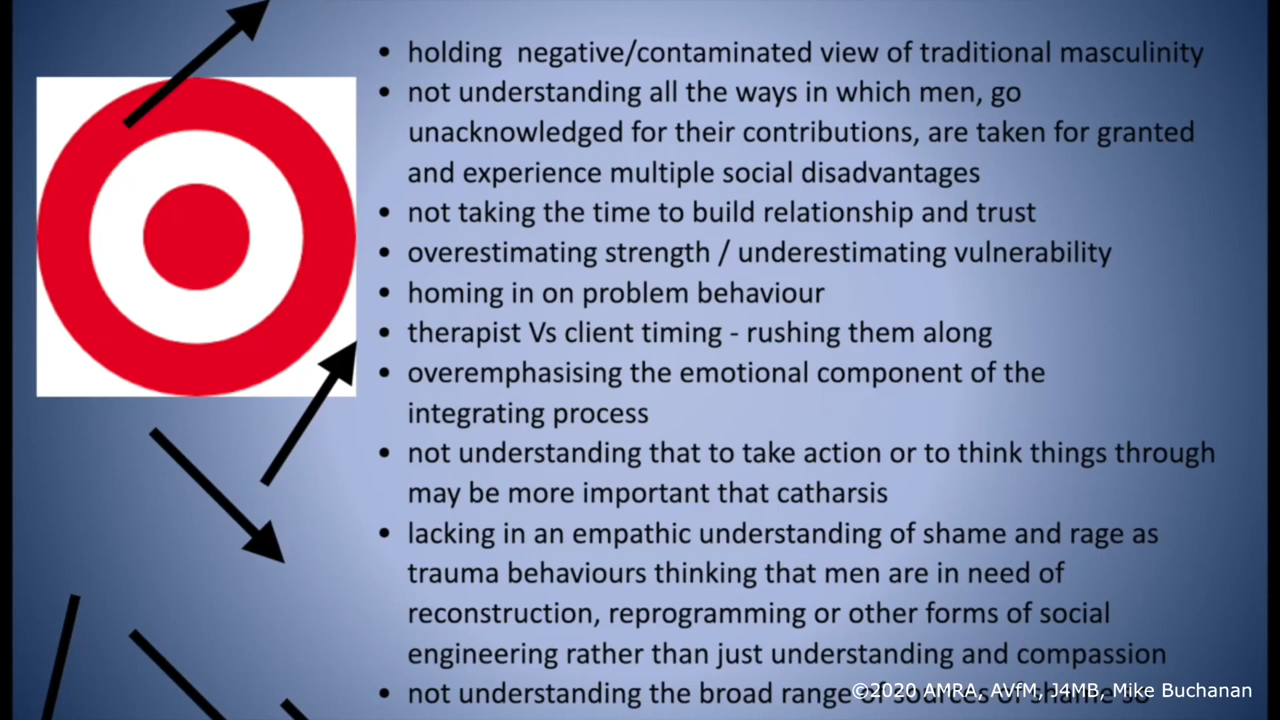 • holding  negative/contaminated view of traditional masculinity
• not understanding all the ways in which men, go
unacknowledged for their contributions, are taken for granted
and experience multiple social disadvantages
• not taking the time to build relationship and trust
• overestimating strength / underestimating vulnerability
• homing in on problem behaviour
• therapist Vs client timing - rushing them along
• overemphasising the emotional component of the
integrating process
• not understanding that to take action or to think things through
may be more important that catharsis
• lacking in an empathic understanding of shame and rage as
trauma behaviours thinking that men are in need of
reconstruction, reprogramming or other forms of social
engineering rather than just understanding and compassion
• not understanding the broad range of sources of shame so
©2020 AMRA, AVfM, J4MB, Mike Buchanan